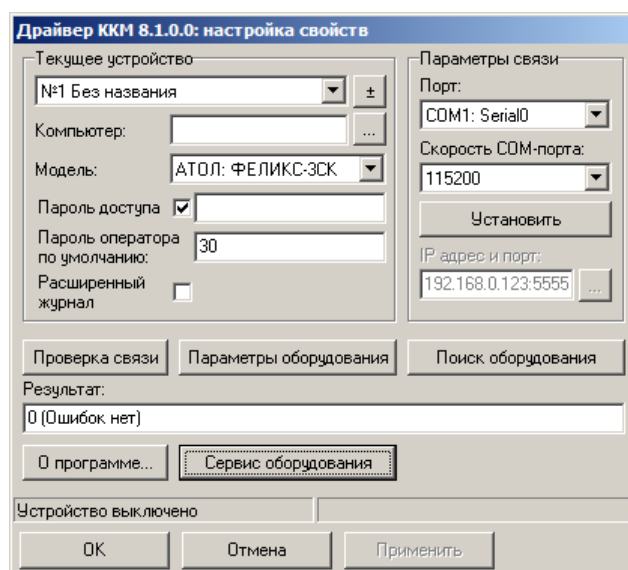 Драйвер ККМ 8.1.0.0: настройка свойств
Текущее устройство
№1 Без названия
±
Компьютер:
...
Модель:
АТОЛ: ФЕЛИКС-3СК
Пароль доступа
Пароль оператора
по умолчанию:
30
Расширенный
журнал
Параметры связи
Порт:
COM1: Serial0
Скорость COM-порта:
115200
Установить
IP адрес и порт:
192.168.0.123:5555
...
Проверка связи
Параметры оборудования
Поиск оборудования
Результат:
0 (Ошибок нет)
О программе...
Сервис оборудования
Устройство выключено
OK
Отмена
Применить